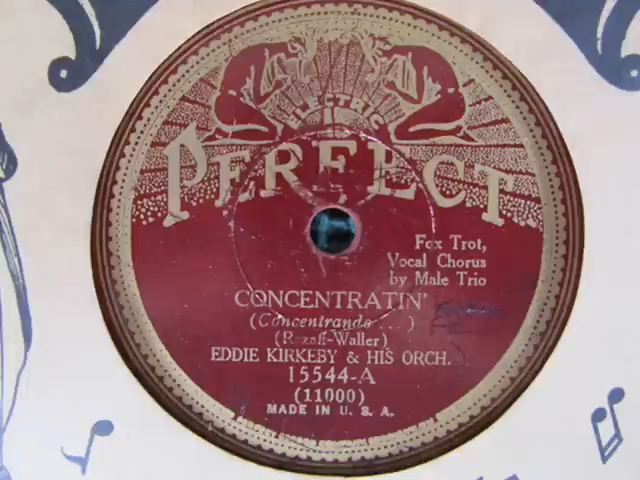 ELECTRIC
PERFECT
Fox Trot,
Vocal Chorus
by Male Trio
CONCENTRATIN'
(Concentrando . . .)
(Razaff-Waller)
EDDIE KIRKEBY & HIS ORCH.
15544-A
(11000)
MADE IN U. S. A.